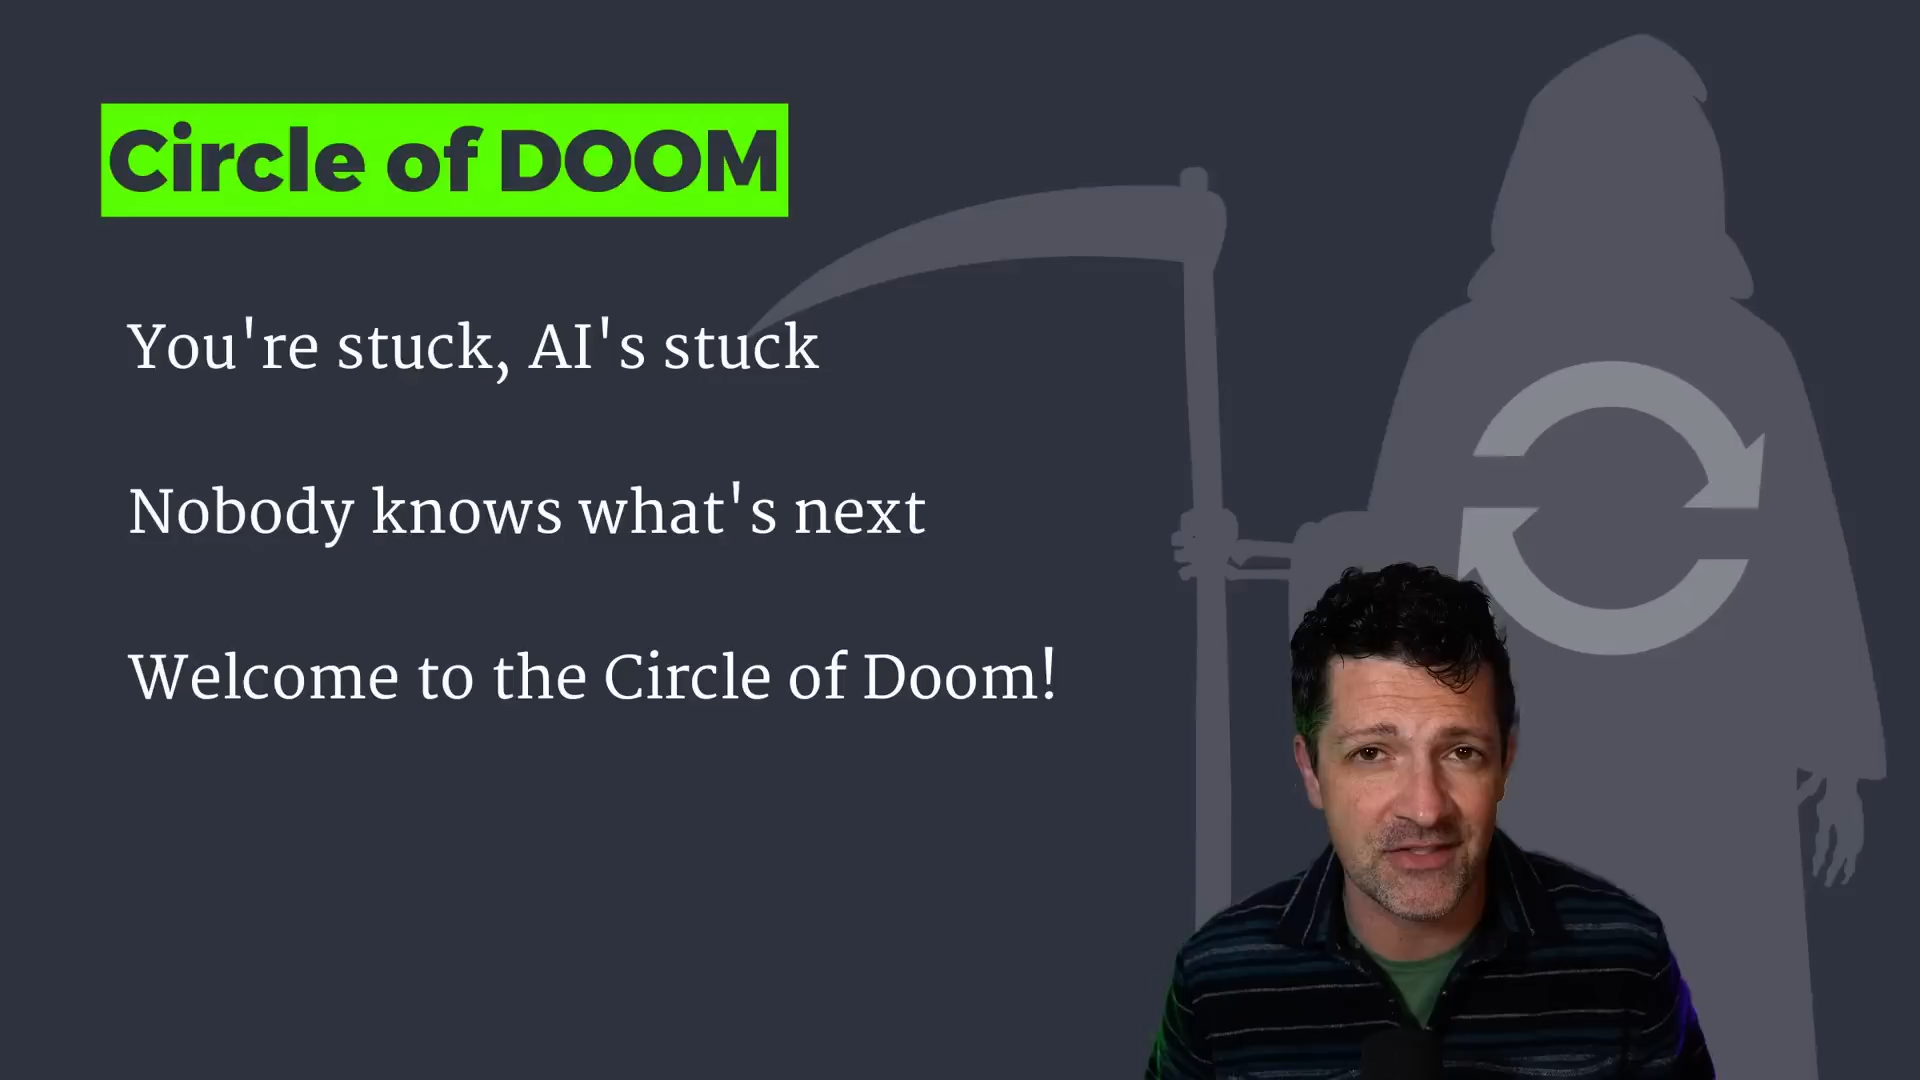 Circle of DOOM
You're stuck, AI's stuck
Nobody knows what's next
Welcome to the Circle of Doom!